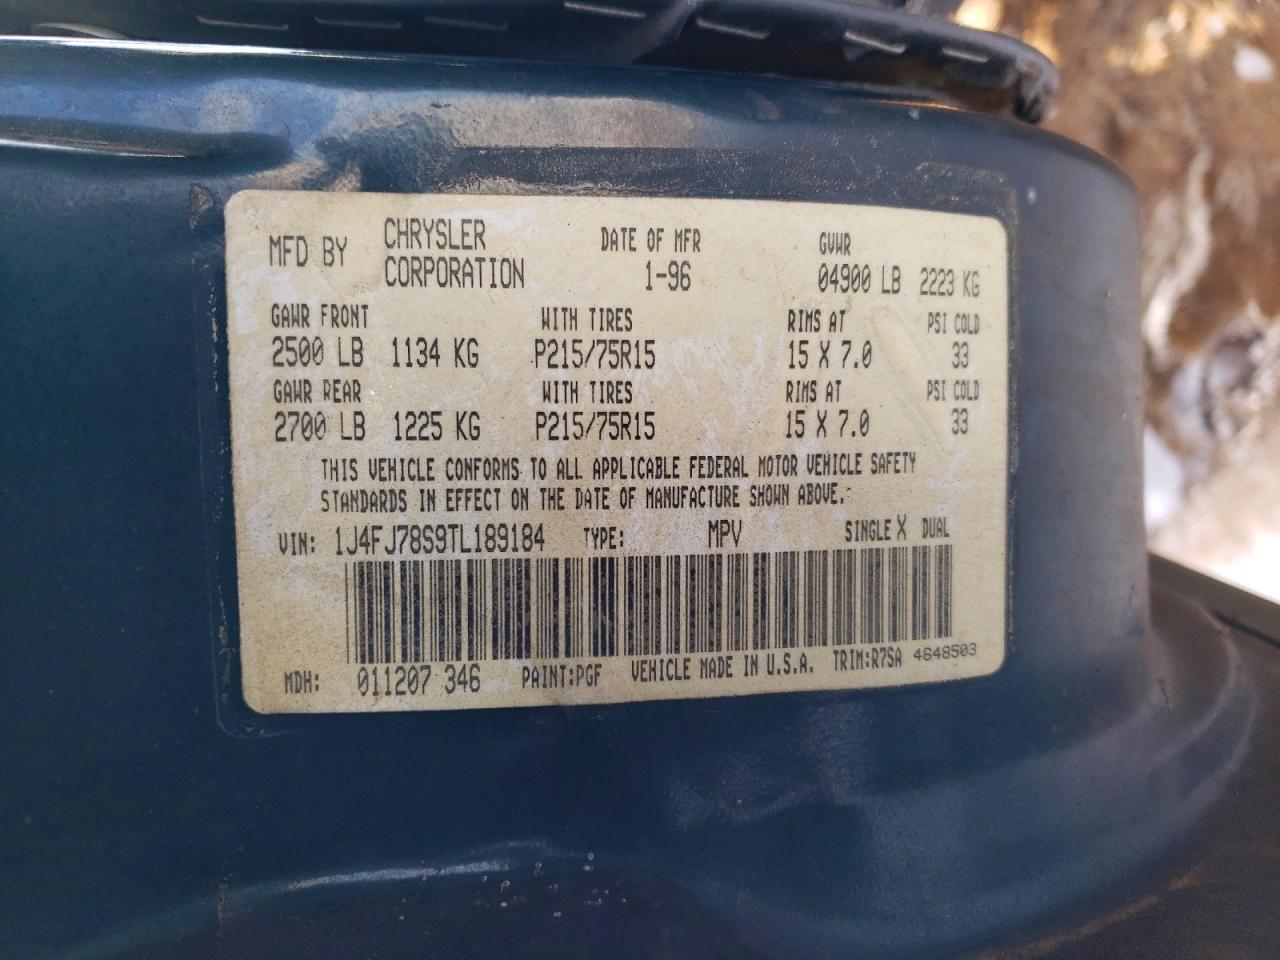 MFD BY CHRYSLER CORPORATION DATE OF MFR 1-96 GVWR 04900 LB 2223 KG
GAWR FRONT WITH TIRES RIMS AT PSI COLD
2500 LB 1134 KG P215/75R15 15 X 7.0 33
GAWR REAR WITH TIRES RIMS AT PSI COLD
2700 LB 1225 KG P215/75R15 15 X 7.0 33
THIS VEHICLE CONFORMS TO ALL APPLICABLE FEDERAL MOTOR VEHICLE SAFETY
STANDARDS IN EFFECT ON THE DATE OF MANUFACTURE SHOWN ABOVE.
VIN: 1J4FJ78S9TL189184 TYPE: MPV SINGLE X DUAL
MDH: 011207 346 PAINT:PGF VEHICLE MADE IN U.S.A. TRIM:R7SA 4648503